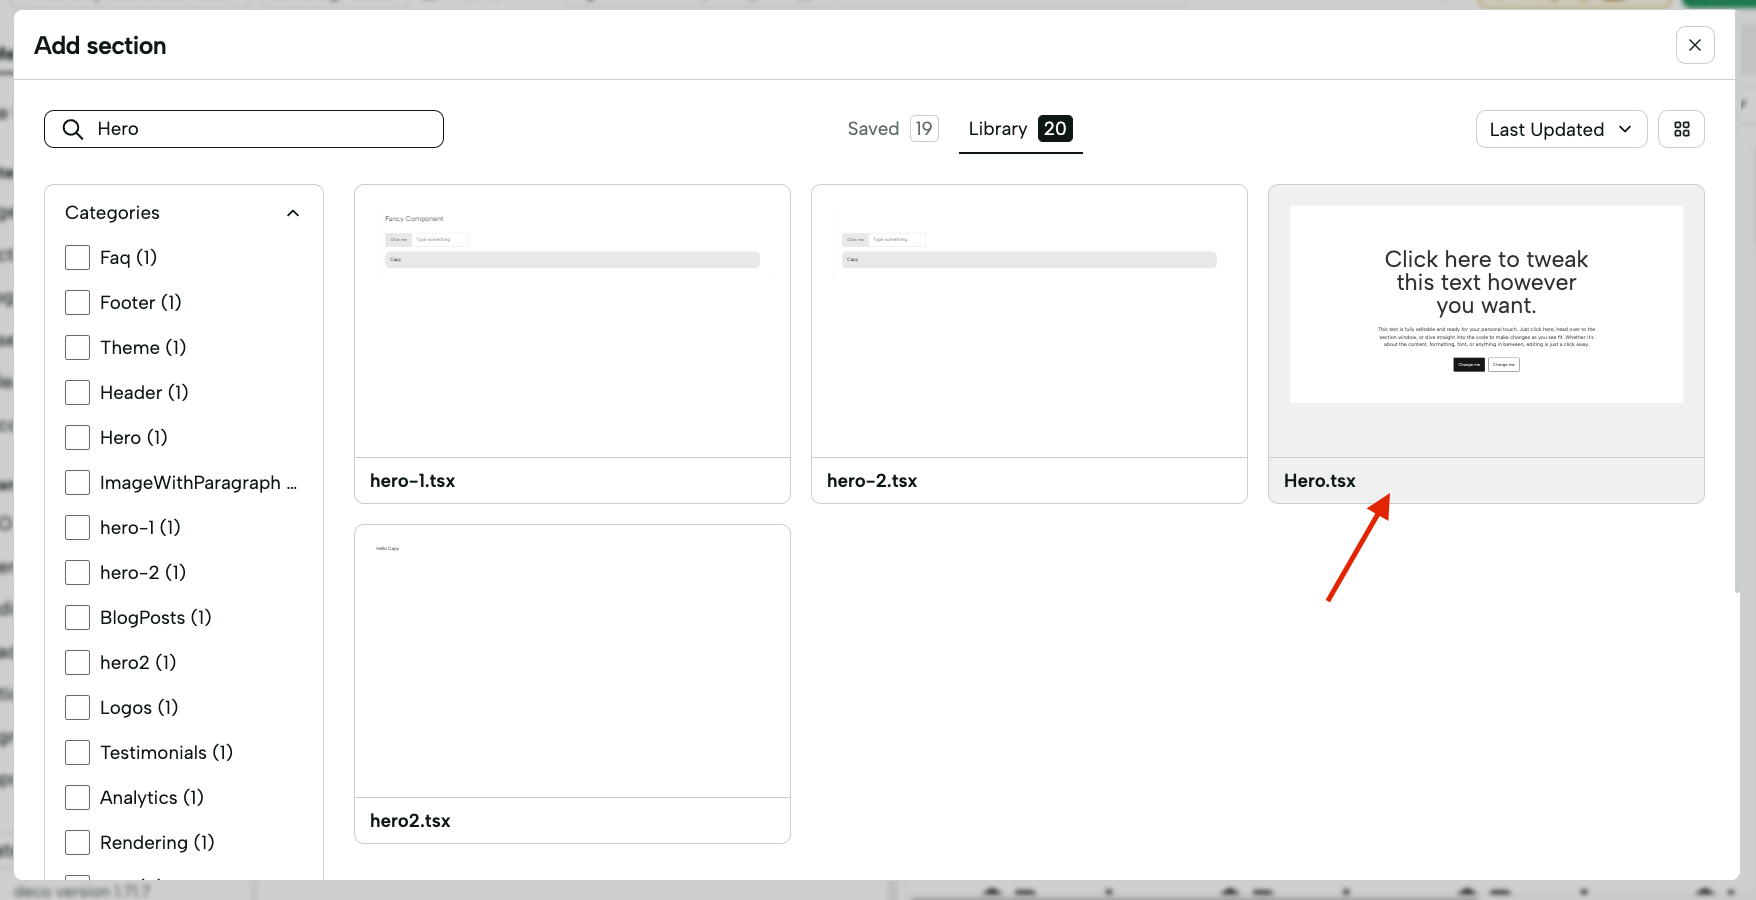 Add section
Hero
Saved 19
Library 20
Last Updated
Categories
Faq (1)
Footer (1)
Theme (1)
Header (1)
Hero (1)
ImageWithParagraph ...
hero-1 (1)
hero-2 (1)
BlogPosts (1)
hero2 (1)
Logos (1)
Testimonials (1)
Analytics (1)
Rendering (1)
Fancy Component
Click me
Type something
Copy
hero-1.tsx
Click me
Type something
Copy
hero-2.tsx
Click here to tweak
this text however
you want.
This text is fully editable and ready for your personal touch. Just click here, head over to the
section window, or dive straight into the code to make changes as you see fit. Whether it's
about the content, formatting, font, or anything in between, editing is just a click away.
Change me
Change me
Hero.tsx
Hello Copy
hero2.tsx
deco version 1.71.7